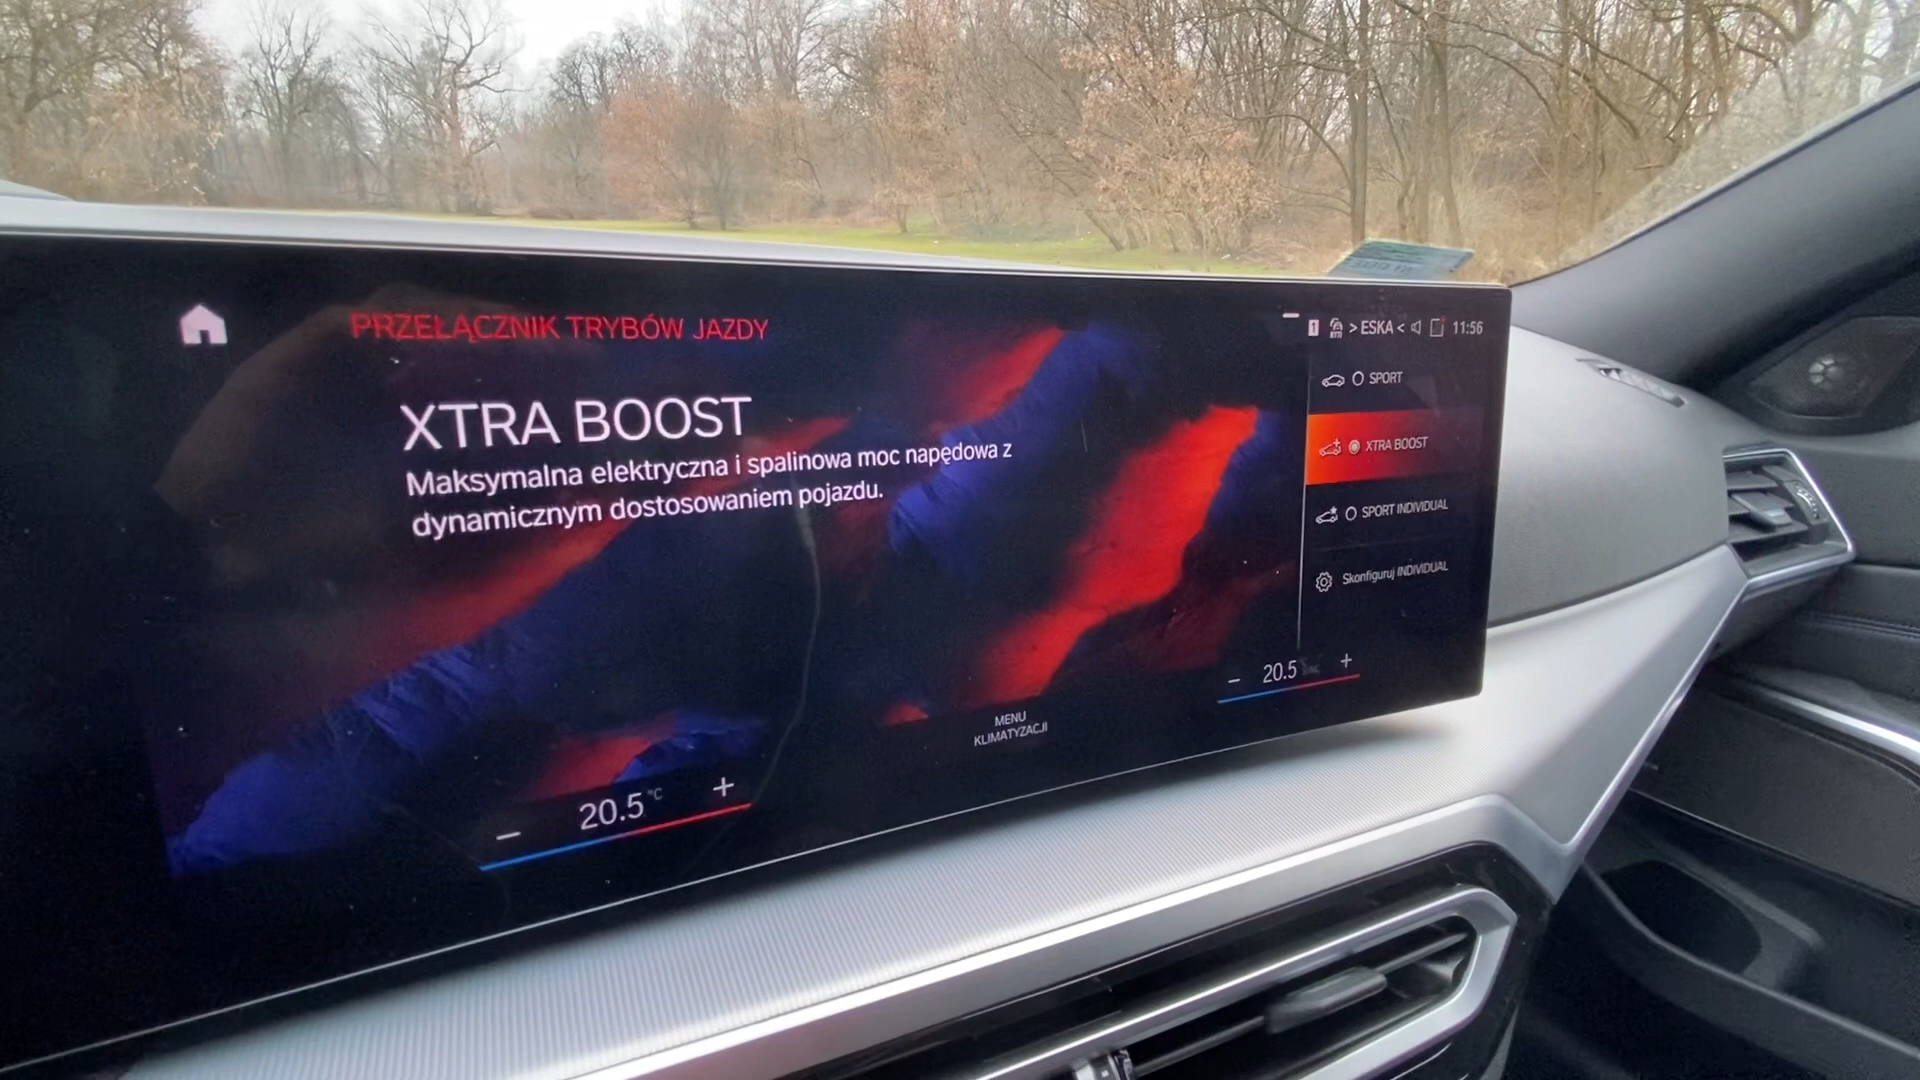 PRZEŁĄCZNIK TRYBÓW JAZDY
1 > ESKA < 11:56
XTRA BOOST
Maksymalna elektryczna i spalinowa moc napędowa z
dynamicznym dostosowaniem pojazdu.
SPORT
XTRA BOOST
SPORT INDIVIDUAL
Skonfiguruj INDIVIDUAL
− 20.5 °C +
MENU
KLIMATYZACJI
− 20.5 +